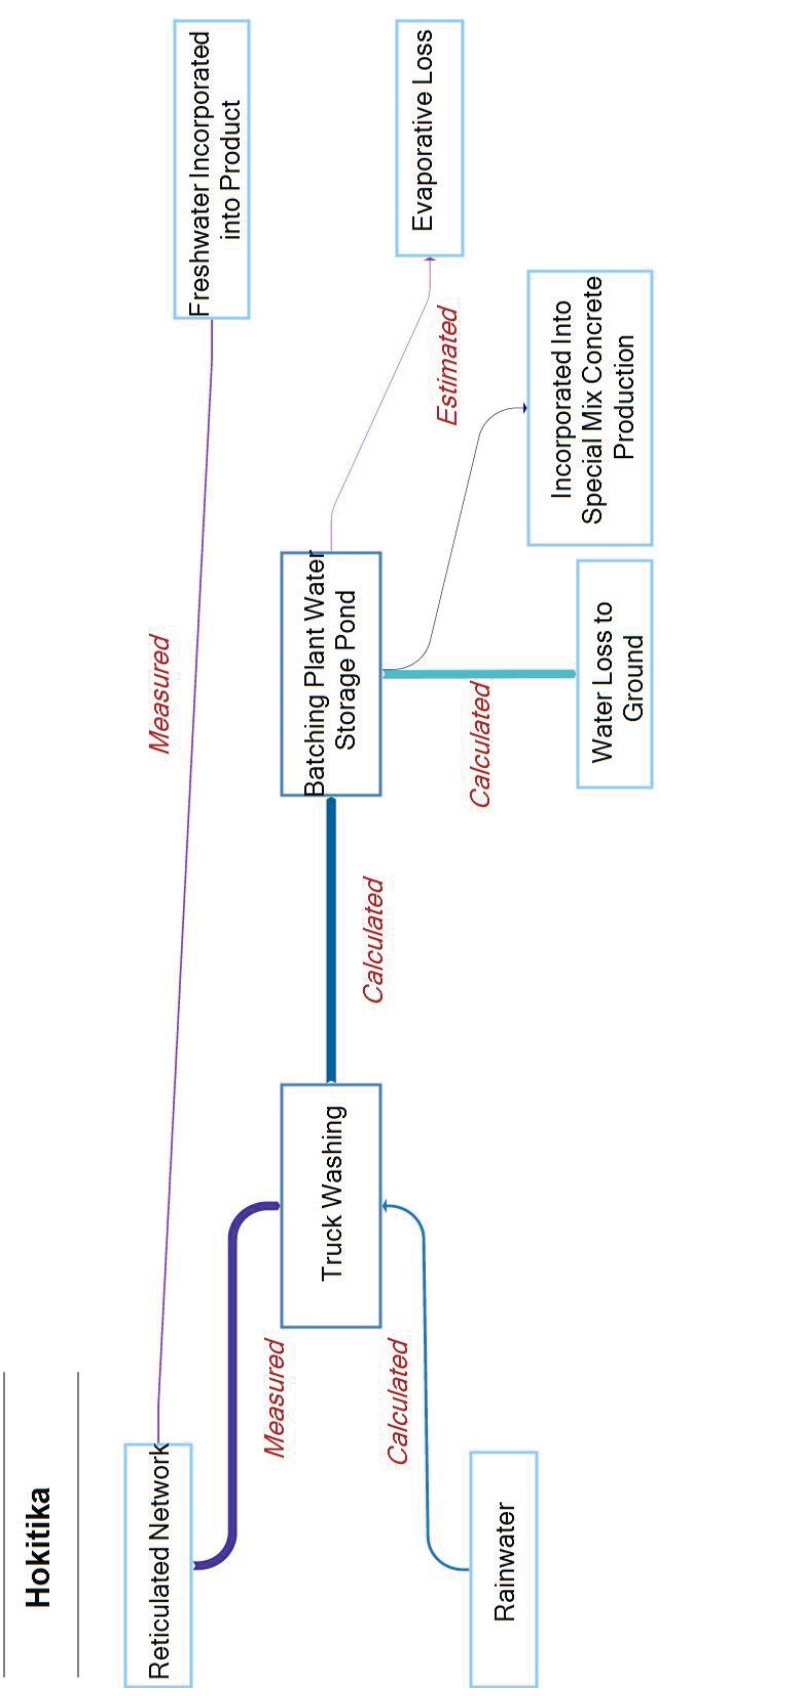 Hokitika
Reticulated Network
Measured
Freshwater Incorporated
into Product
Measured
Truck Washing
Calculated
Rainwater
Calculated
Batching Plant Water
Storage Pond
Estimated
Evaporative Loss
Incorporated Into
Special Mix Concrete
Production
Calculated
Water Loss to
Ground